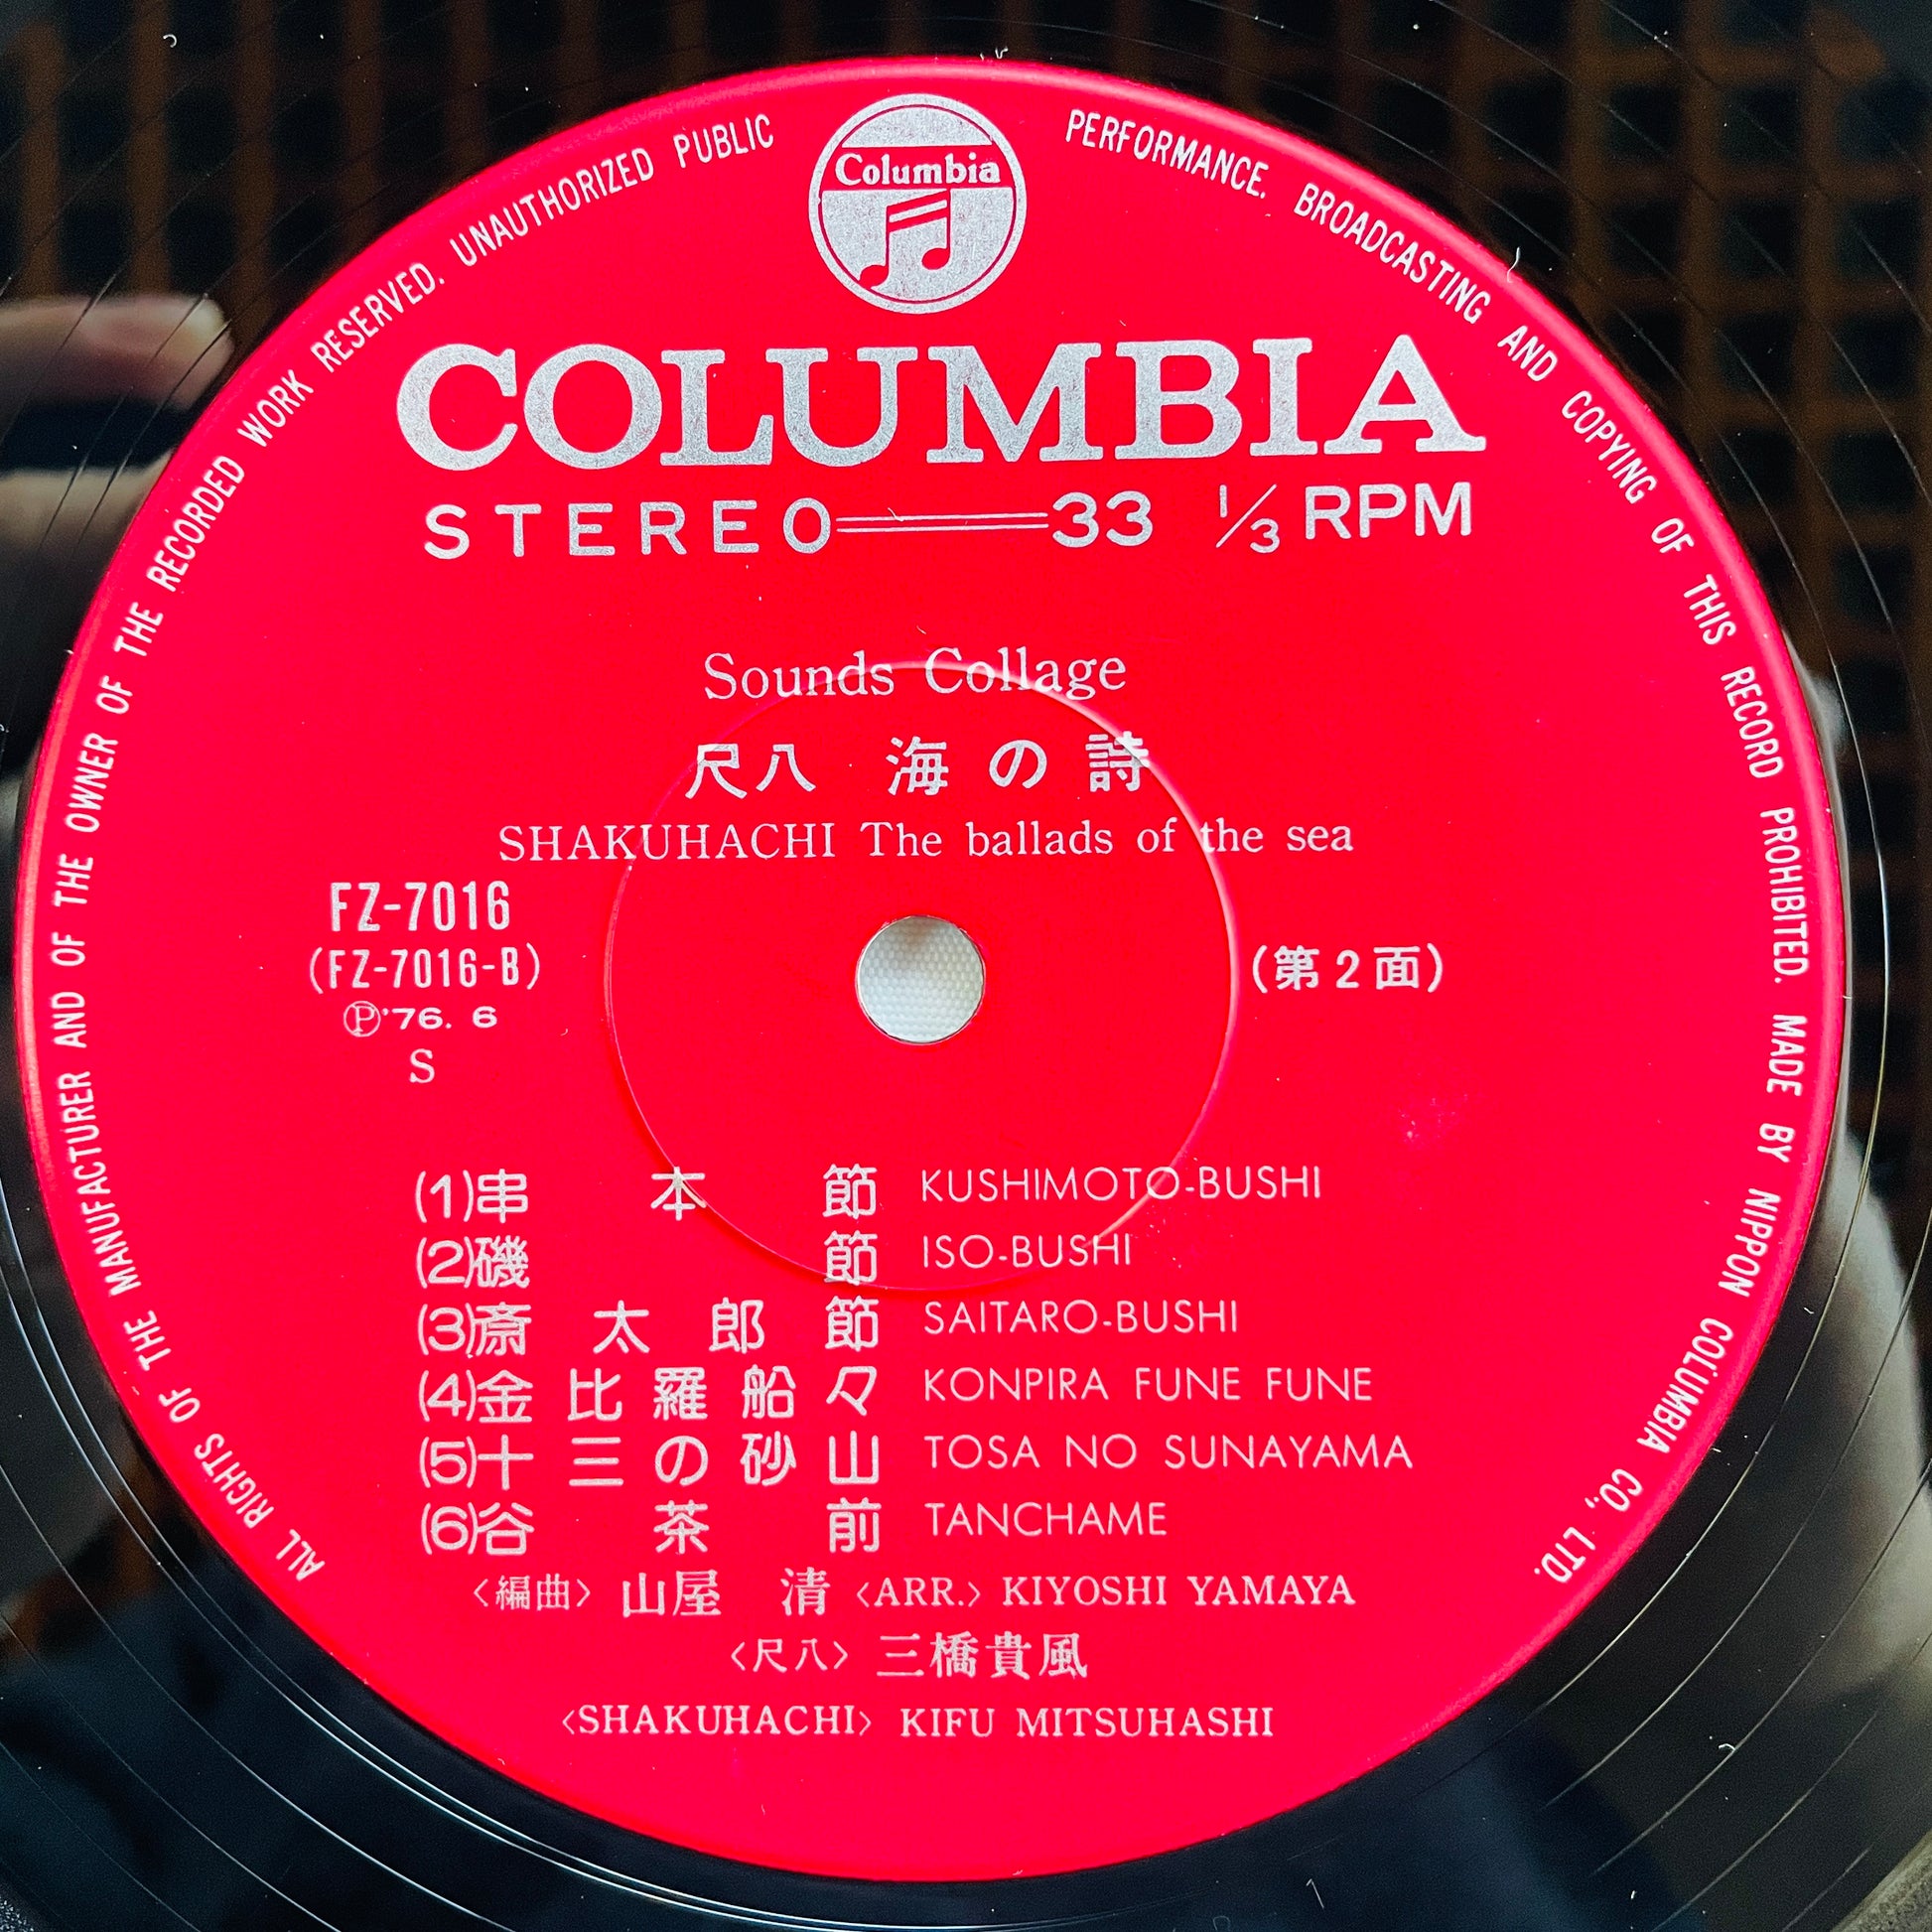 ALL RIGHTS OF THE MANUFACTURER AND OF THE OWNER OF THE RECORDED WORK RESERVED. UNAUTHORIZED PUBLIC PERFORMANCE. BROADCASTING AND COPYING OF THIS RECORD PROHIBITED. MADE BY NIPPON COLUMBIA CO., LTD.
Columbia
COLUMBIA
STEREO 33 1/3 RPM
Sounds Collage
尺八 海の詩
SHAKUHACHI The ballads of the sea
FZ-7016
(FZ-7016-B)
(第2面)
Ⓟ'76. 6
S
(1)串本節 KUSHIMOTO-BUSHI
(2)磯節 ISO-BUSHI
(3)斎太郎節 SAITARO-BUSHI
(4)金比羅船々 KONPIRA FUNE FUNE
(5)十三の砂山 TOSA NO SUNAYAMA
(6)谷茶前 TANCHAME
〈編曲〉山屋 清 〈ARR.〉 KIYOSHI YAMAYA
〈尺八〉 三橋貴風
〈SHAKUHACHI〉 KIFU MITSUHASHI